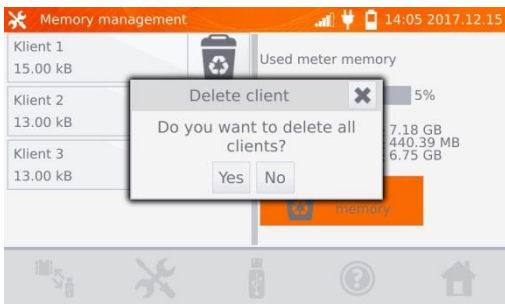 Memory management
14:05 2017.12.15
Klient 1
15.00 kB
Klient 2
13.00 kB
Klient 3
13.00 kB
Used meter memory
5%
7.18 GB
440.39 MB
6.75 GB
memory
Delete client
Do you want to delete all
clients?
Yes No